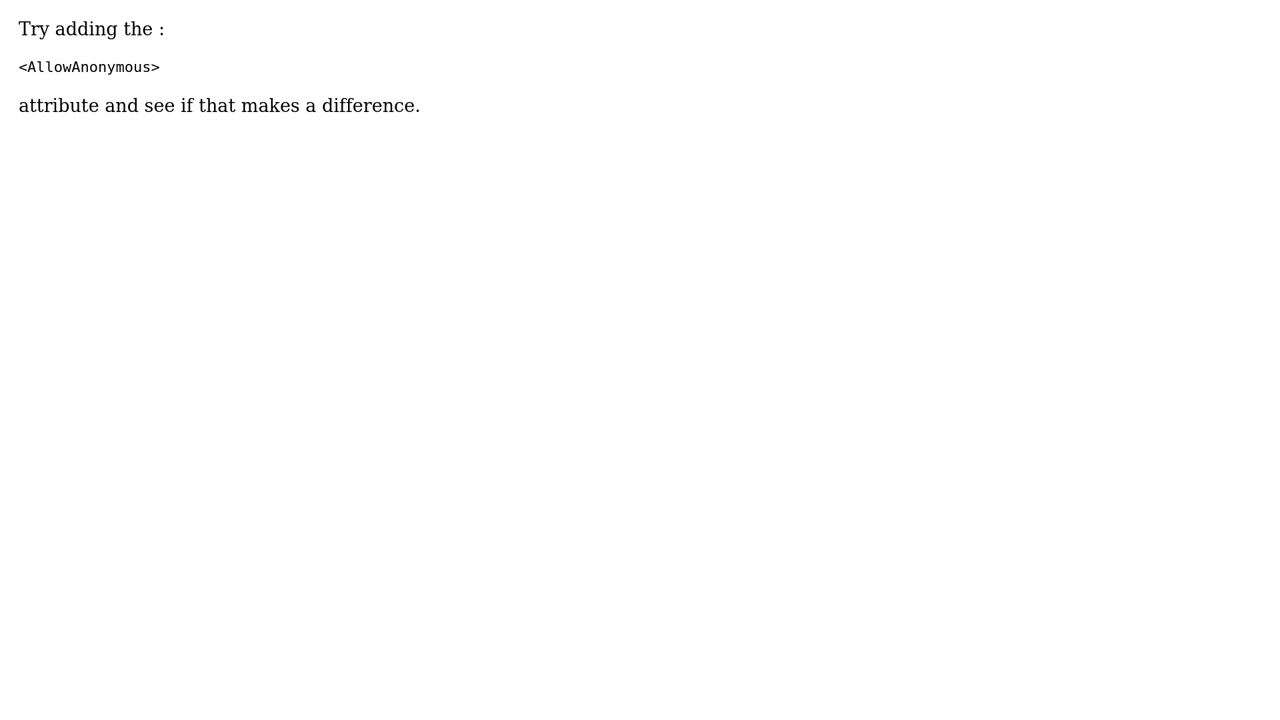 Try adding the :
<AllowAnonymous>
attribute and see if that makes a difference.